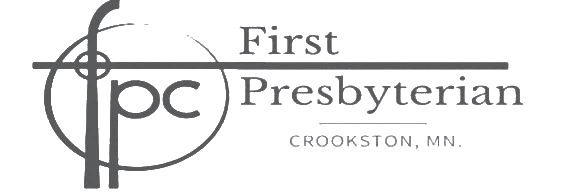 fpc
First
Presbyterian
CROOKSTON, MN.